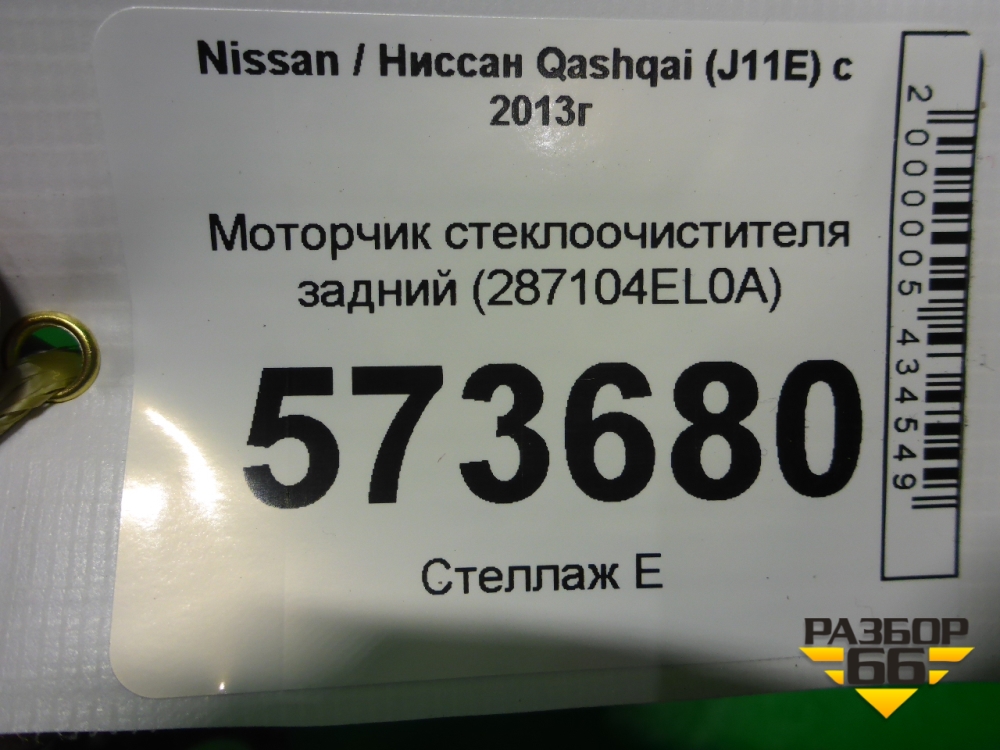 Nissan / Ниссан Qashqai (J11E) с
2013г
Моторчик стеклоочистителя
задний (287104EL0A)
573680
Стеллаж Е
2000005434549
РАЗБОР
66